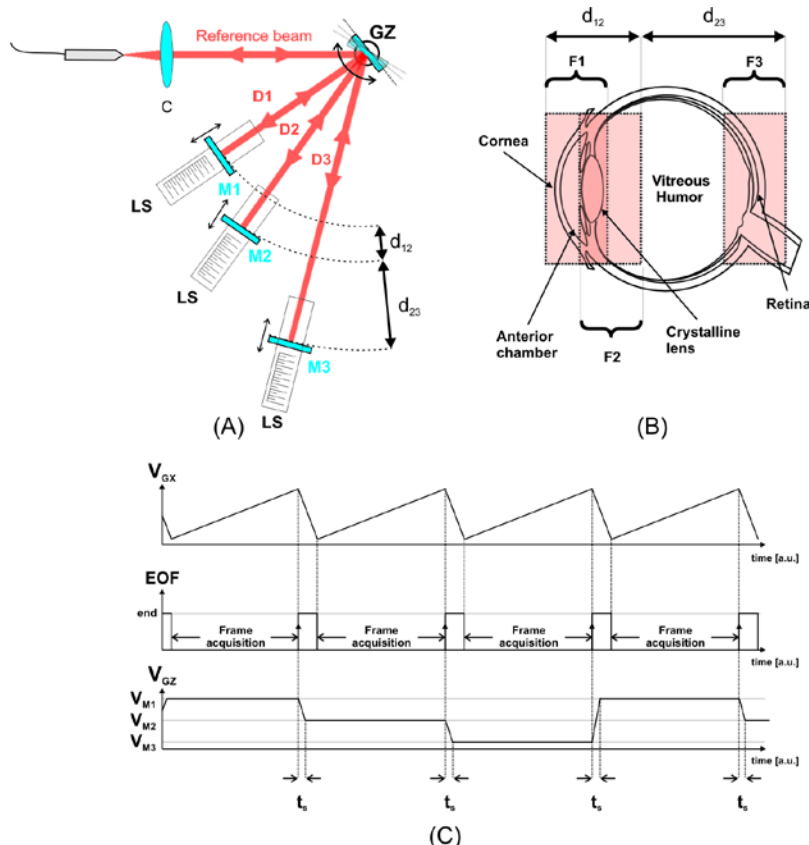 Reference beam
GZ
C
D1
D2
D3
M1
LS
M2
LS
M3
LS
d12
d23
(A)
d12
d23
F1
F3
Cornea
Vitreous
Humor
Anterior
chamber
F2
Crystalline
lens
Retina
(B)
VGX
time [a.u.]
EOF
end
Frame
acquisition
Frame
acquisition
Frame
acquisition
Frame
acquisition
time [a.u.]
VGZ
VM1
VM2
VM3
time [a.u.]
ts
ts
ts
ts
(C)